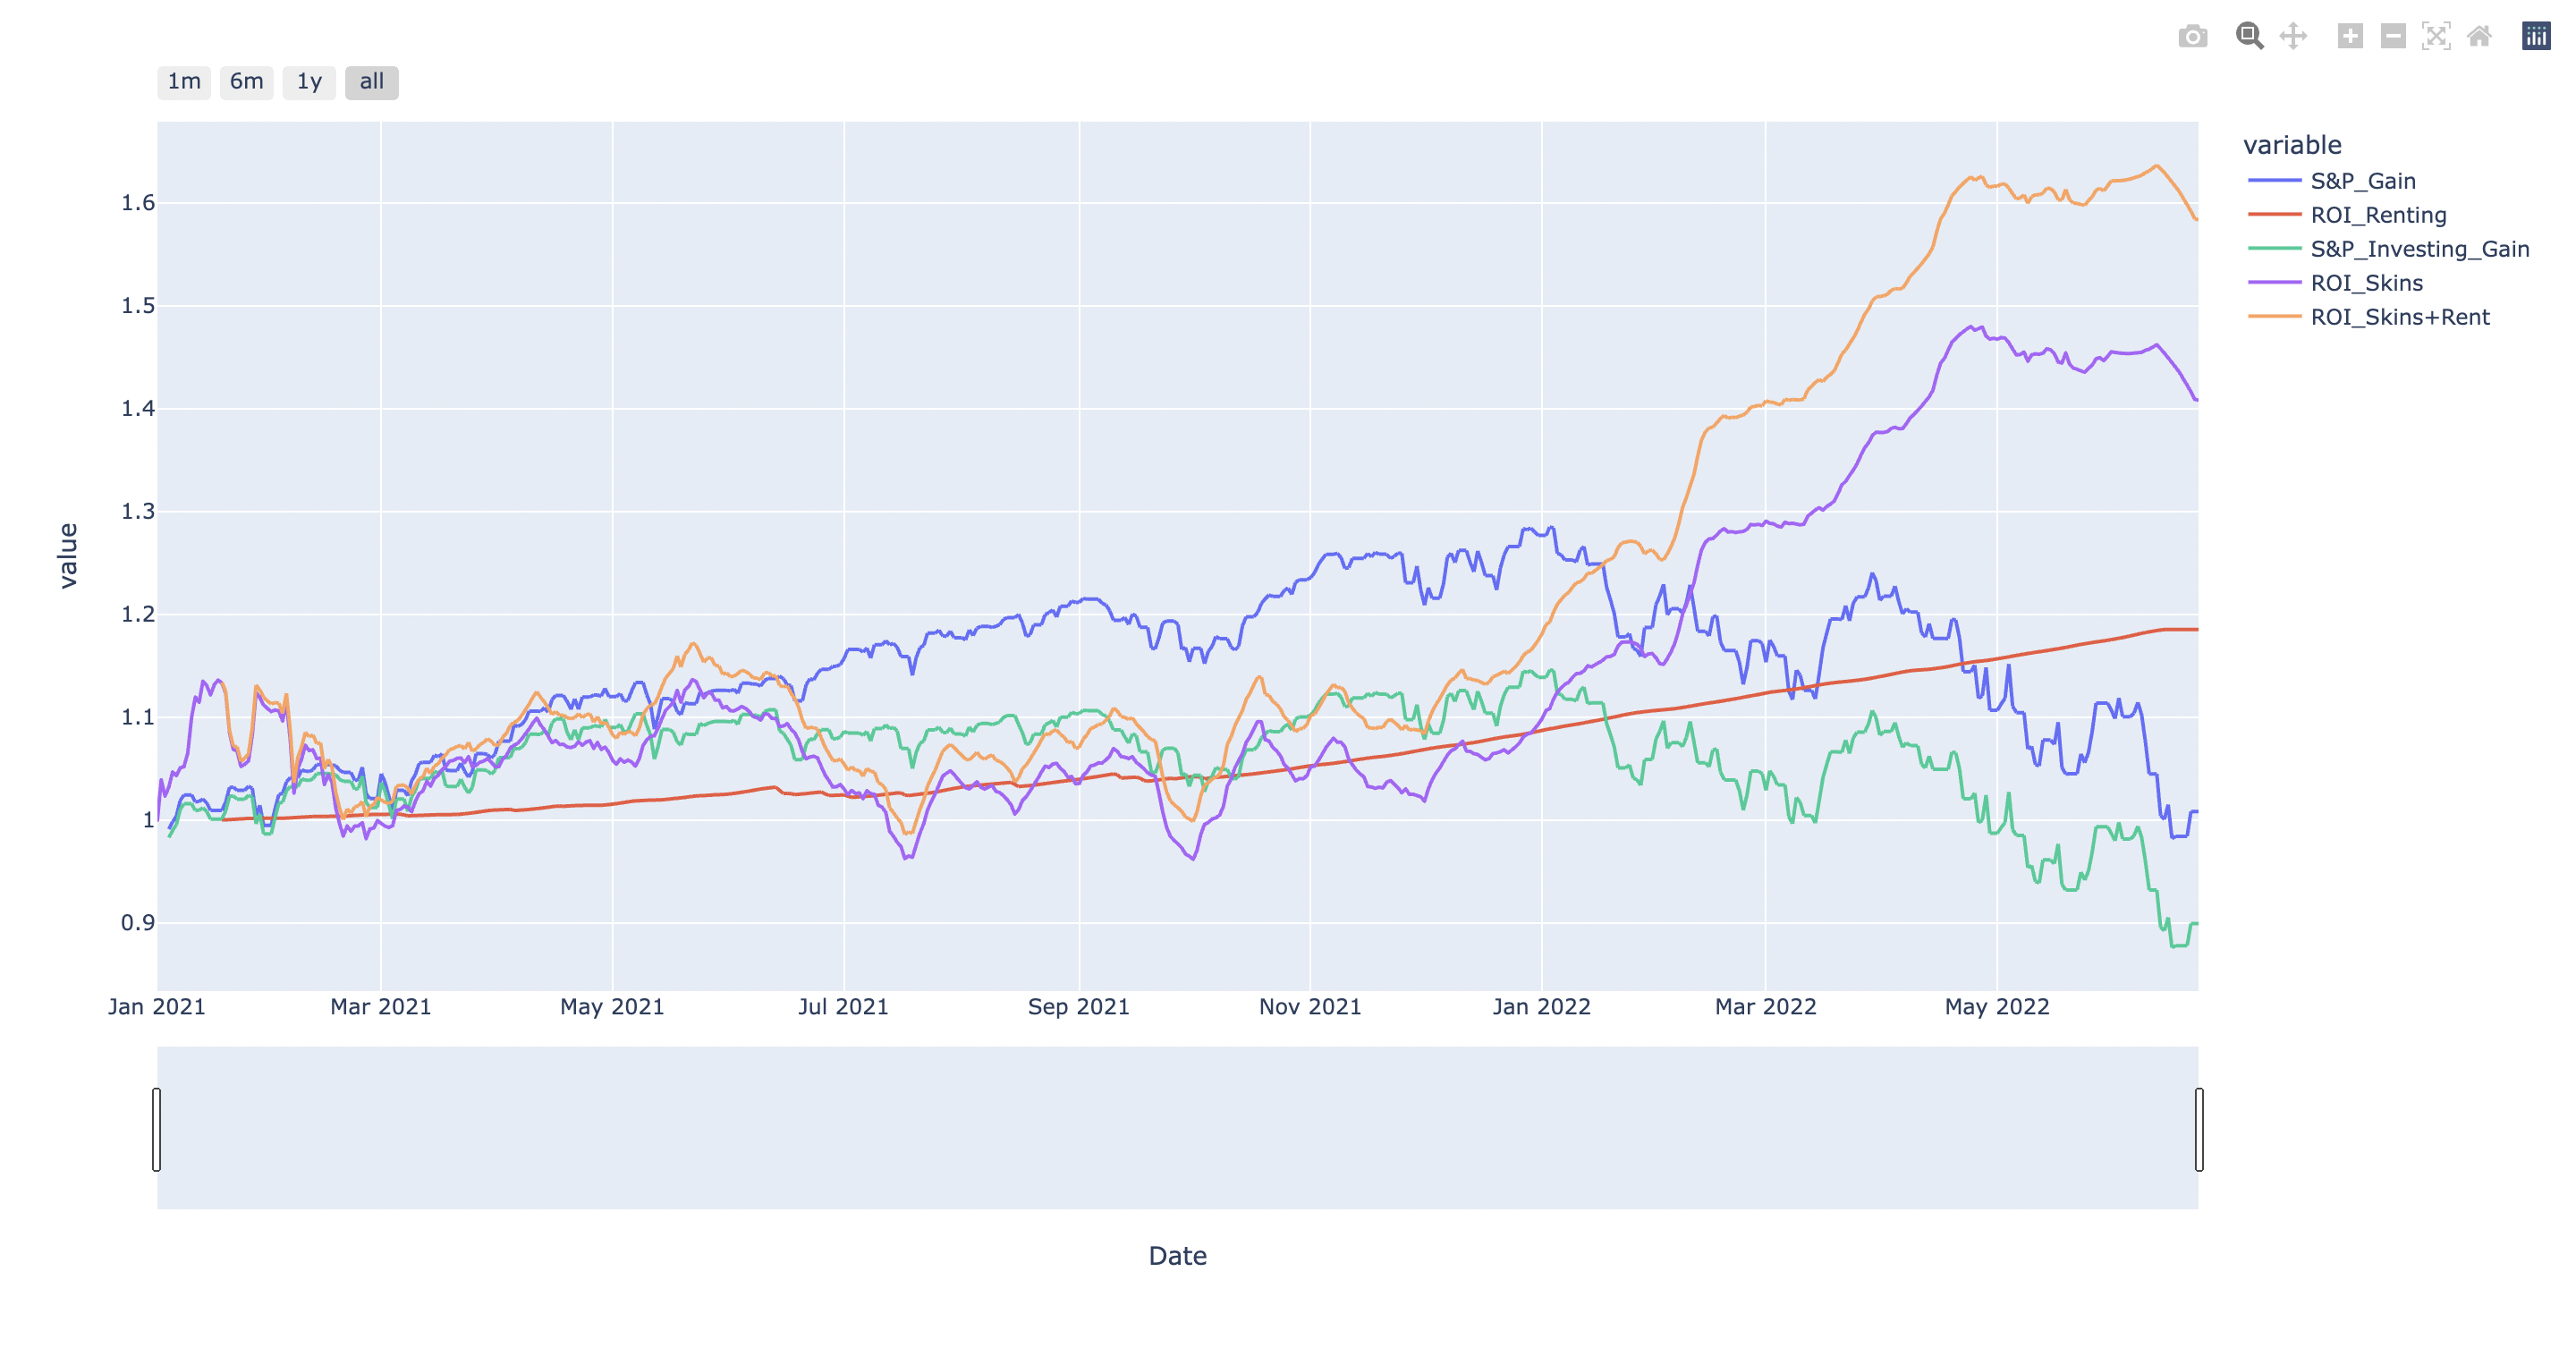 1m 6m 1y all
variable
S&P_Gain
ROI_Renting
S&P_Investing_Gain
ROI_Skins
ROI_Skins+Rent
value
1.6
1.5
1.4
1.3
1.2
1.1
1
0.9
Jan 2021 Mar 2021 May 2021 Jul 2021 Sep 2021 Nov 2021 Jan 2022 Mar 2022 May 2022
Date